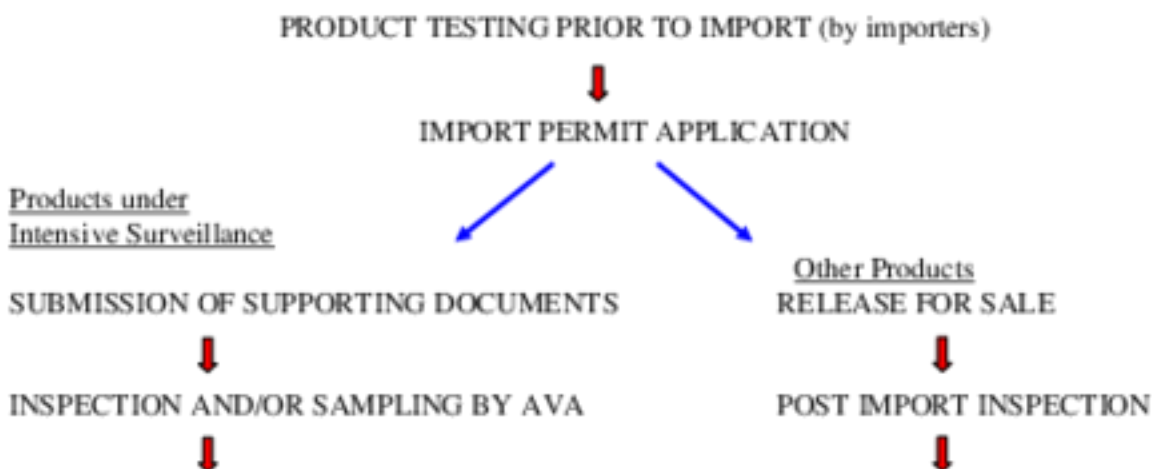 PRODUCT TESTING PRIOR TO IMPORT (by importers)
IMPORT PERMIT APPLICATION
Products under
Intensive Surveillance
Other Products
SUBMISSION OF SUPPORTING DOCUMENTS
RELEASE FOR SALE
INSPECTION AND/OR SAMPLING BY AVA
POST IMPORT INSPECTION